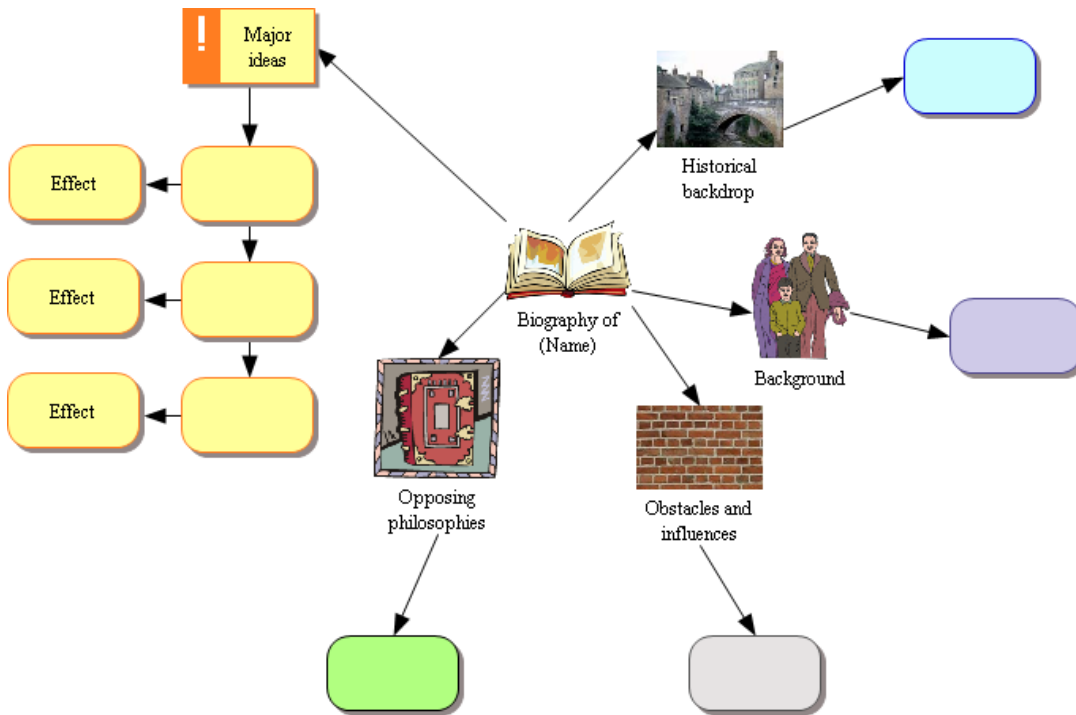 !
Major
ideas
Effect
Effect
Effect
Historical
backdrop
Biography of
(Name)
Background
Opposing
philosophies
Obstacles and
influences